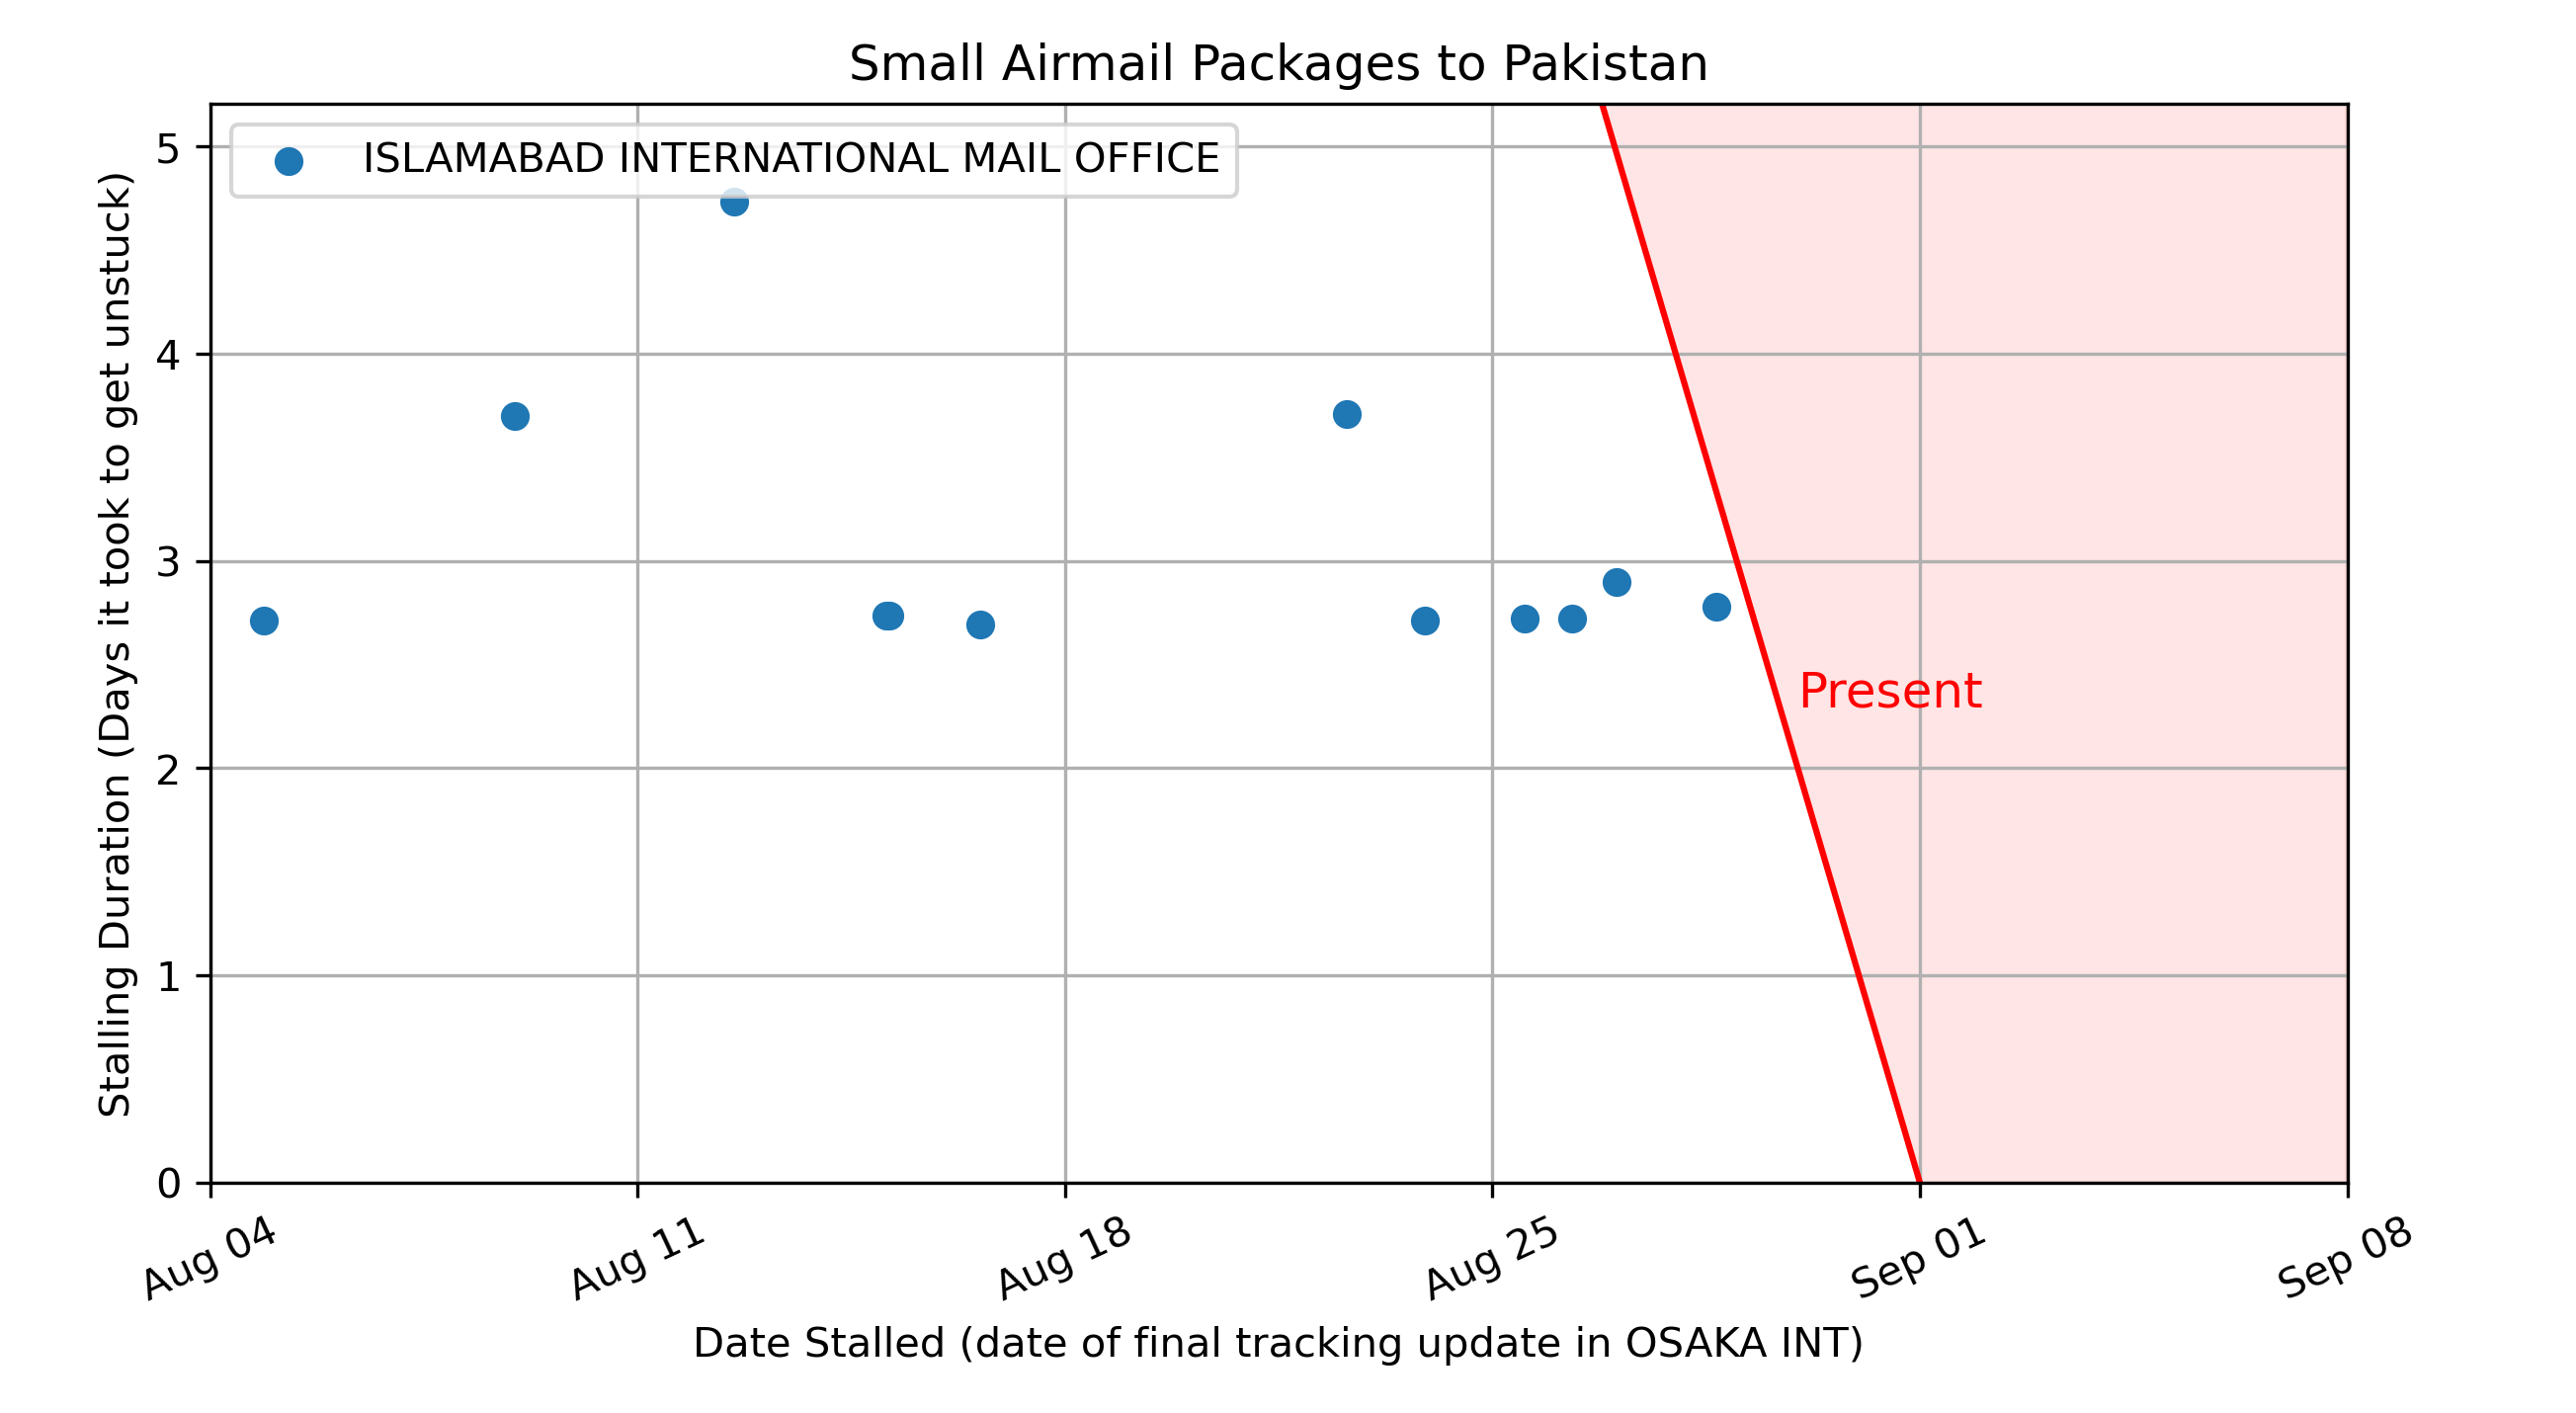 Small Airmail Packages to Pakistan
ISLAMABAD INTERNATIONAL MAIL OFFICE
Stalling Duration (Days it took to get unstuck)
5
4
3
2
1
0
Present
Aug 04
Aug 11
Aug 18
Aug 25
Sep 01
Sep 08
Date Stalled (date of final tracking update in OSAKA INT)